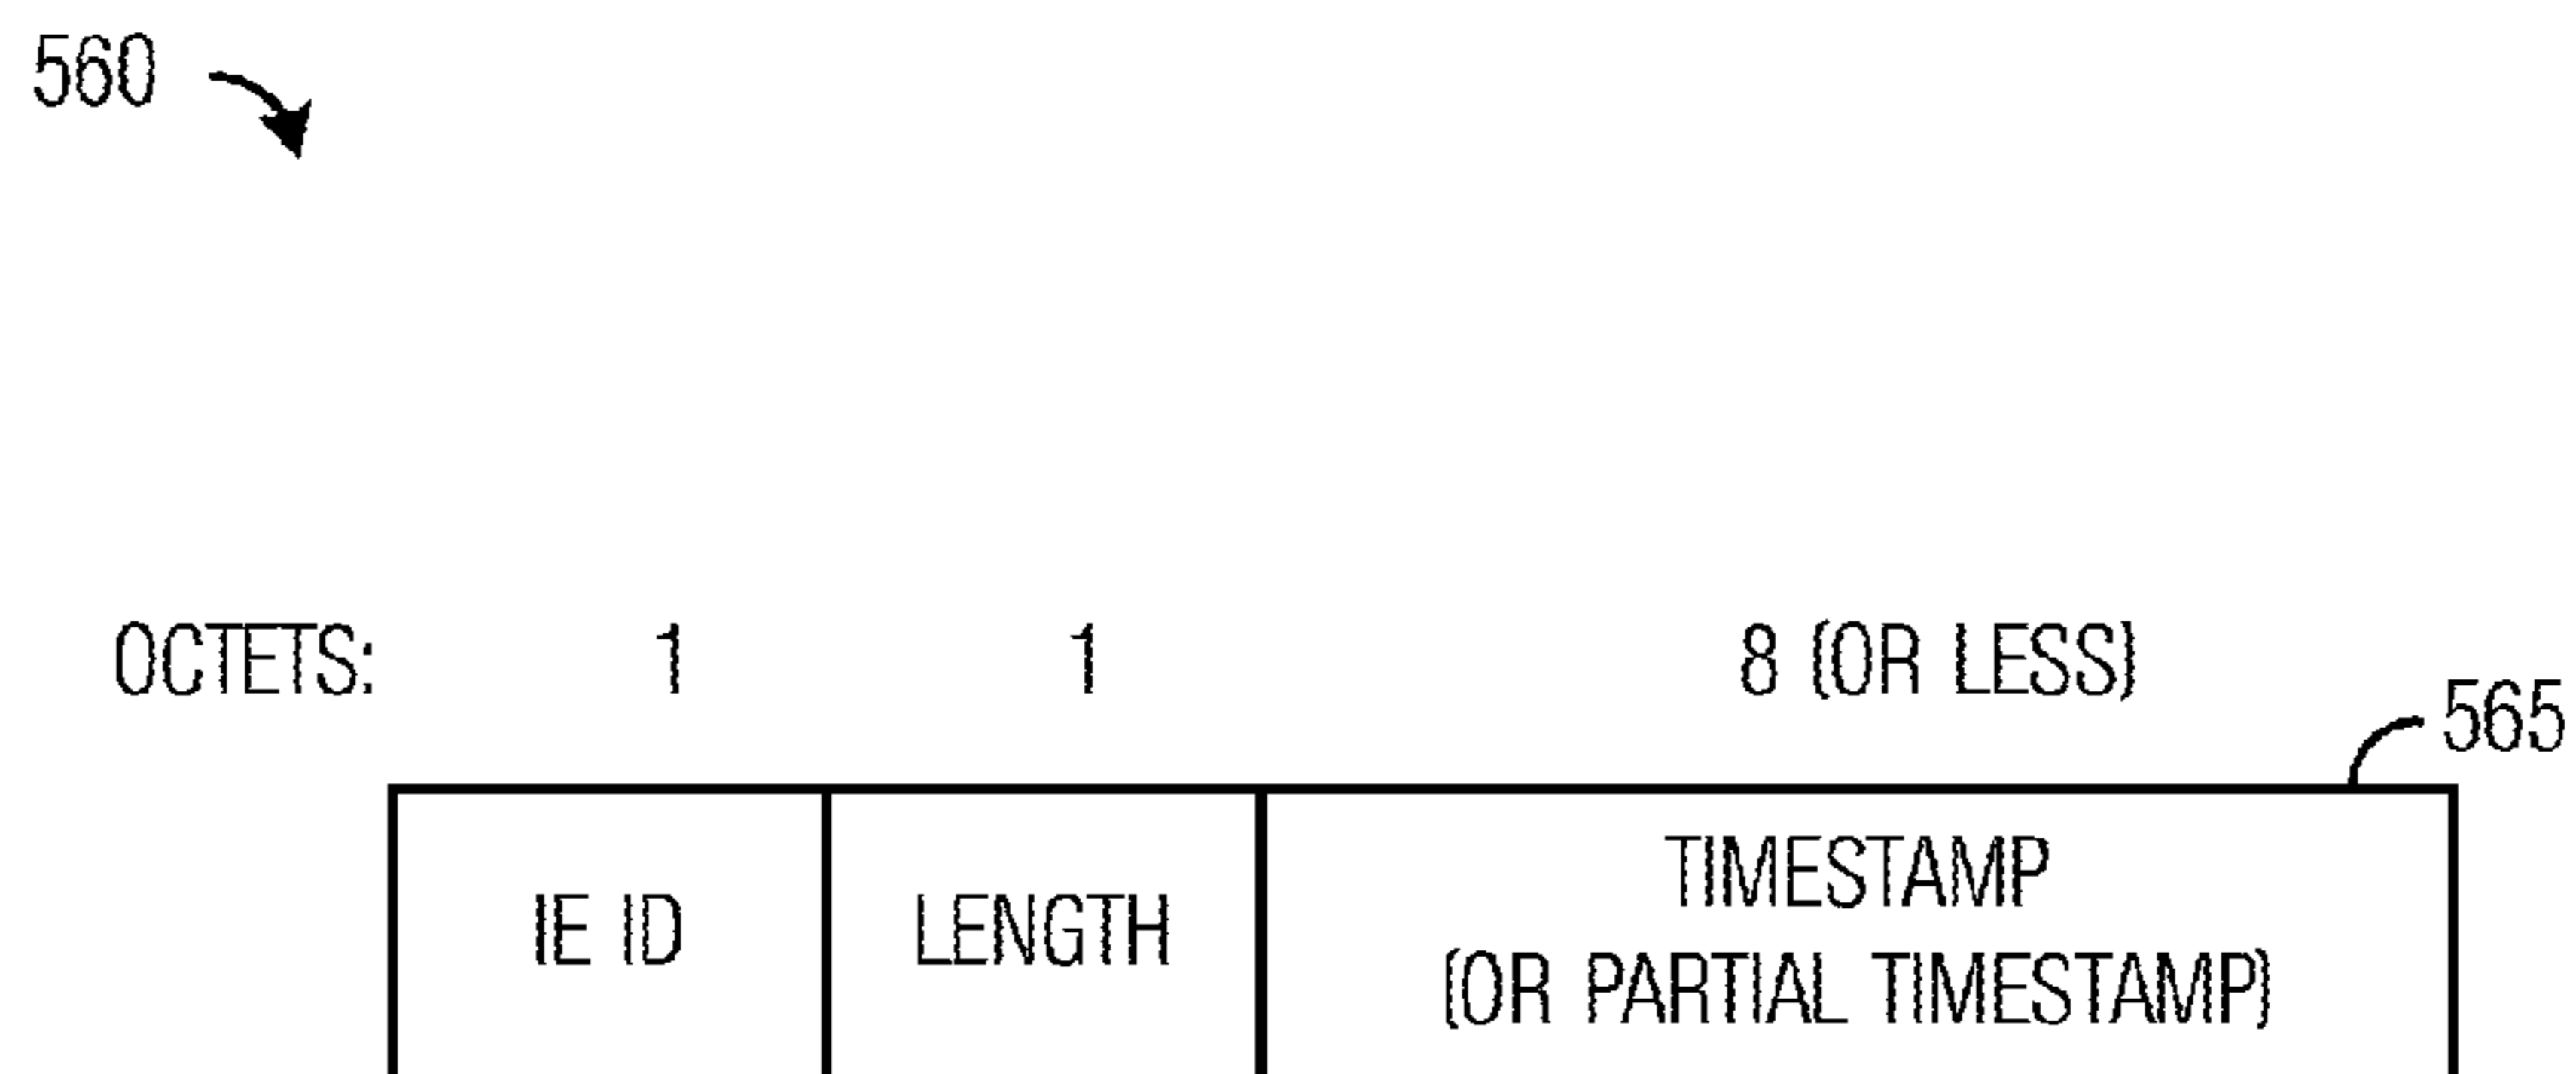 560
OCTETS: 1 1 8 (OR LESS)
565
IE ID LENGTH TIMESTAMP
(OR PARTIAL TIMESTAMP)